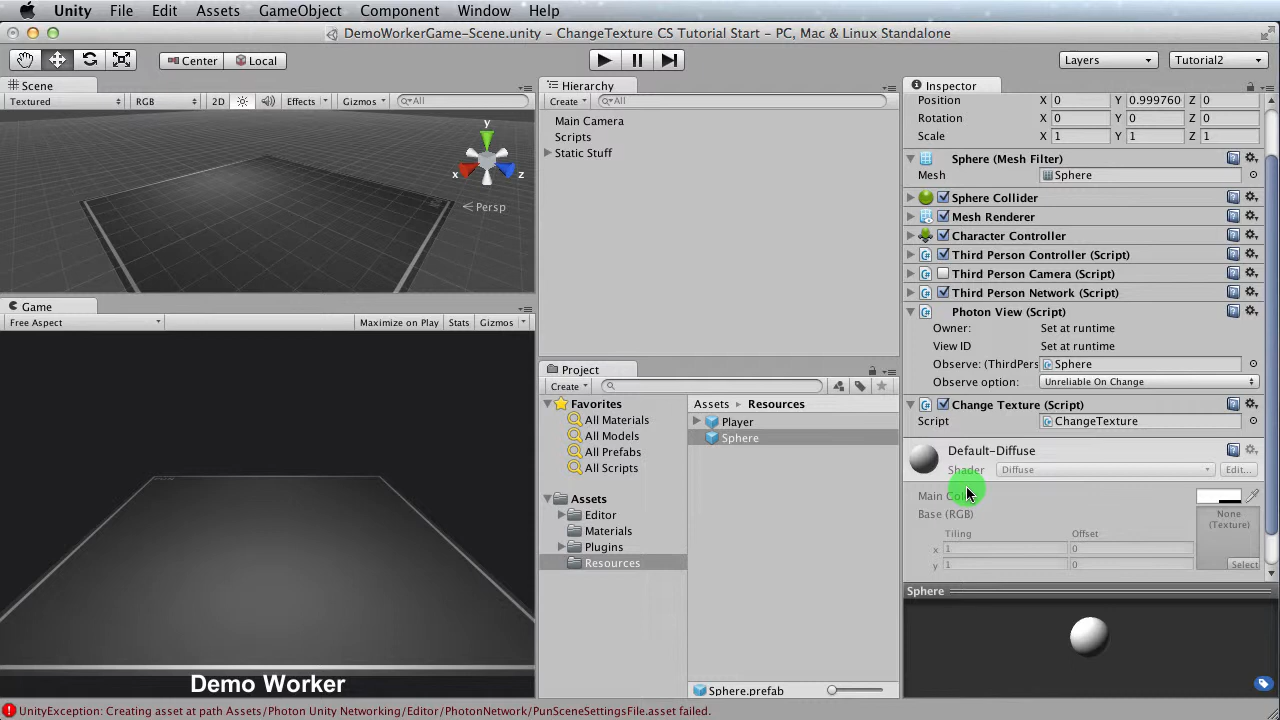 Unity File Edit Assets GameObject Component Window Help
DemoWorkerGame-Scene.unity – ChangeTexture CS Tutorial Start – PC, Mac & Linux Standalone
Center Local Layers Tutorial2
Scene
Textured RGB 2D Effects Gizmos All
y
x z
Persp
Game
Free Aspect Maximize on Play Stats Gizmos
Demo Worker
Hierarchy
Create All
Main Camera
Scripts
Static Stuff
Project
Create
Favorites
All Materials
All Models
All Prefabs
All Scripts
Assets
Editor
Materials
Plugins
Resources
Assets Resources
Player
Sphere
Sphere.prefab
Inspector
Position X 0 Y 0.999760 Z 0
Rotation X 0 Y 0 Z 0
Scale X 1 Y 1 Z 1
Sphere (Mesh Filter)
Mesh Sphere
Sphere Collider
Mesh Renderer
Character Controller
Third Person Controller (Script)
Third Person Camera (Script)
Third Person Network (Script)
Photon View (Script)
Owner: Set at runtime
View ID Set at runtime
Observe: (ThirdPers Sphere
Observe option: Unreliable On Change
Change Texture (Script)
Script ChangeTexture
Default-Diffuse
Shader Diffuse Edit...
Main
Base (RGB)
None
(Texture)
Tiling Offset
x 1 0
y 1 0
Select
Sphere
UnityException: Creating asset at path Assets/Photon Unity Networking/Editor/PhotonNetwork/PunSceneSettingsFile.asset failed.